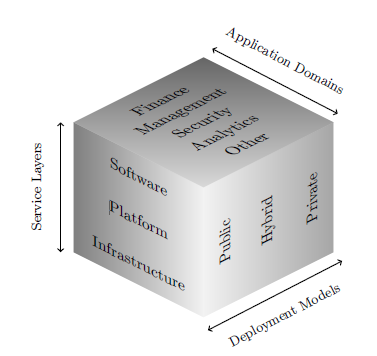 Application Domains
Finance
Management
Security
Analytics
Other
Service Layers
Software
Platform
Infrastructure
Public
Hybrid
Private
Deployment Models